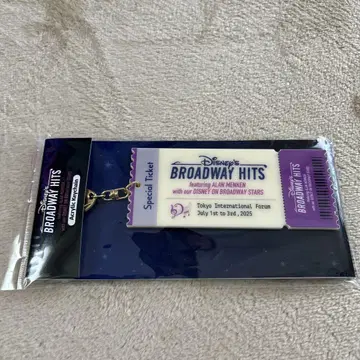 Disney's
BROADWAY HITS
Acrylic Keychain
Special Ticket
Disney's
BROADWAY HITS
featuring ALAN MENKEN
with our DISNEY ON BROADWAY STARS
Tokyo International Forum
July 1st to 3rd, 2025
Disney's
BROADWAY HITS